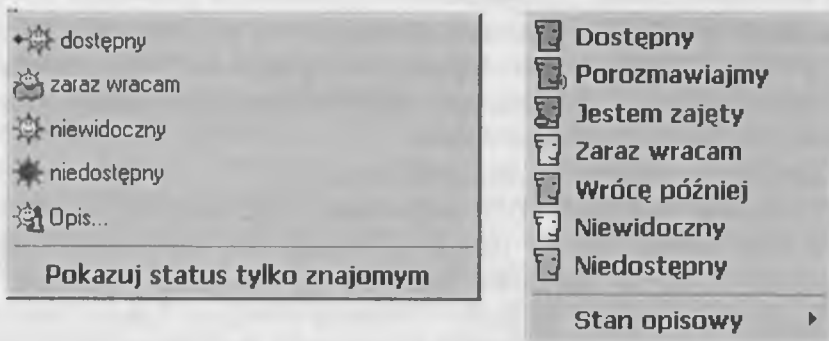 dostępny
zaraz wracam
niewidoczny
niedostępny
Opis...
Pokazuj status tylko znajomym
Dostępny
Porozmawiajmy
Jestem zajęty
Zaraz wracam
Wrócę później
Niewidoczny
Niedostępny
Stan opisowy